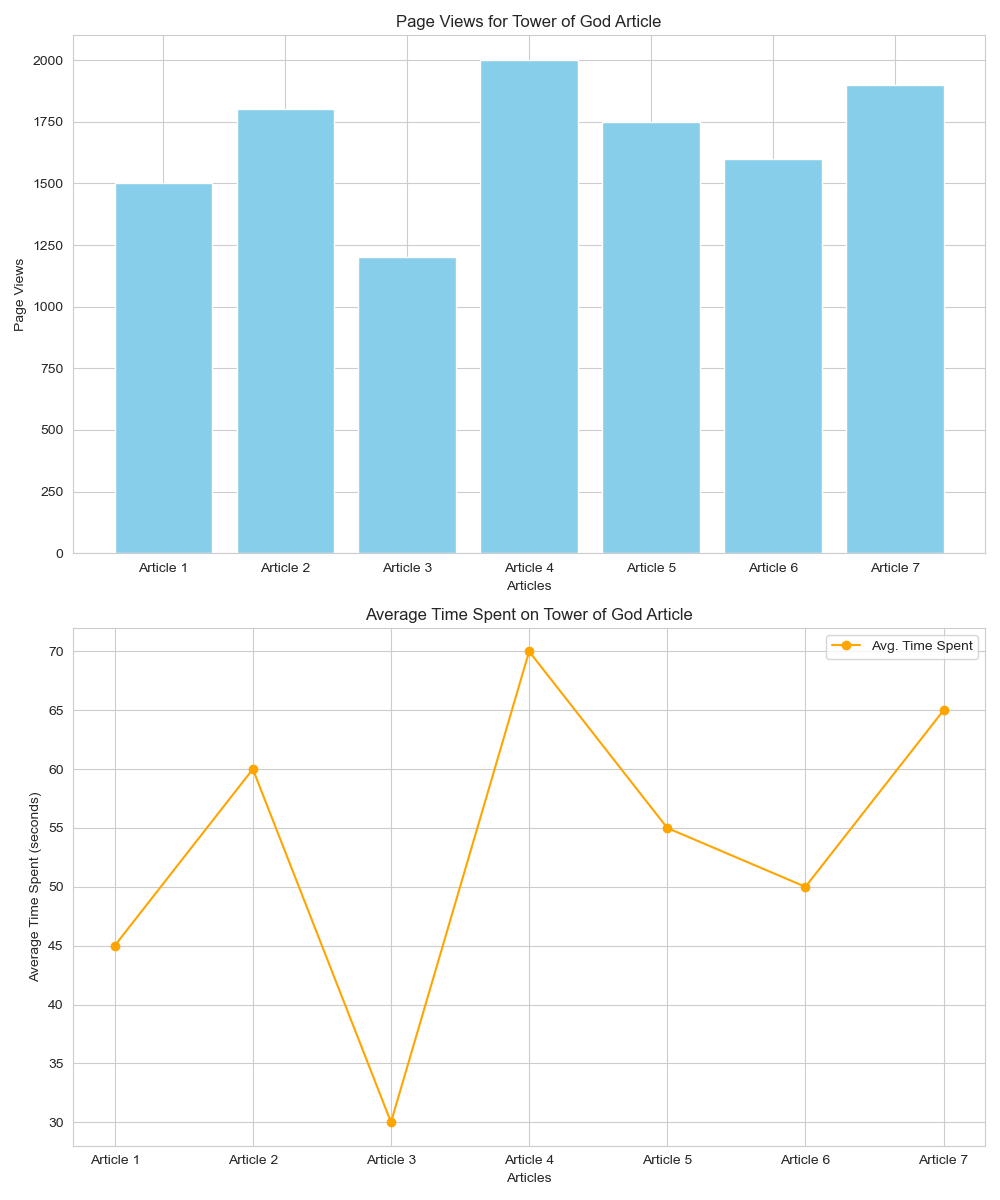 Page Views for Tower of God Article
2000
1750
1500
1250
1000
750
500
250
0
Page Views
Article 1 Article 2 Article 3 Article 4 Article 5 Article 6 Article 7
Articles
Average Time Spent on Tower of God Article
Avg. Time Spent
70
65
60
55
50
45
40
35
30
Average Time Spent (seconds)
Article 1 Article 2 Article 3 Article 4 Article 5 Article 6 Article 7
Articles